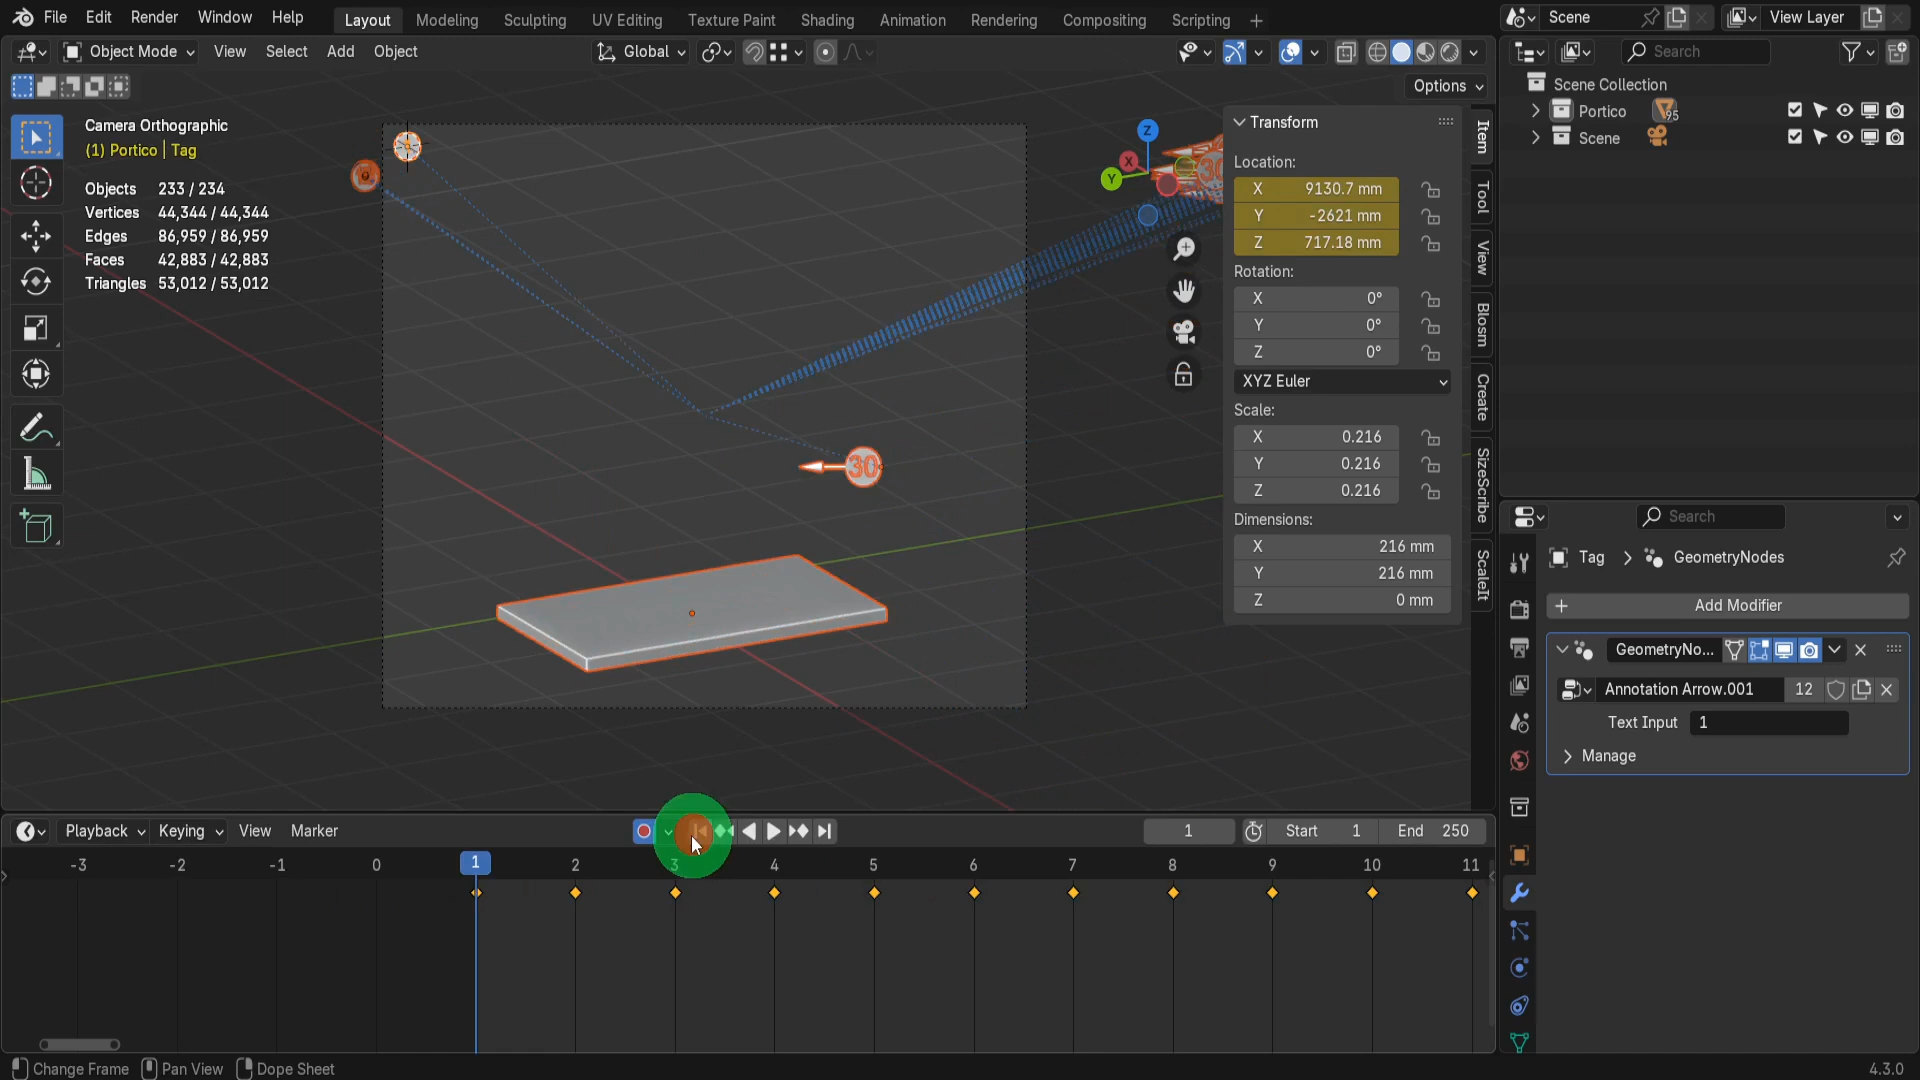 File Edit Render Window Help
Layout Modeling Sculpting UV Editing Texture Paint Shading Animation Rendering Compositing Scripting +
Scene View Layer
Object Mode View Select Add Object
Global
Search
Options
Camera Orthographic
(1) Portico | Tag
Objects 233 / 234
Vertices 44,344 / 44,344
Edges 86,959 / 86,959
Faces 42,883 / 42,883
Triangles 53,012 / 53,012
Z
X
Y
30
30
Transform
Location:
X 9130.7 mm
Y -2621 mm
Z 717.18 mm
Rotation:
X 0°
Y 0°
Z 0°
XYZ Euler
Scale:
X 0.216
Y 0.216
Z 0.216
Dimensions:
X 216 mm
Y 216 mm
Z 0 mm
Item
Tool
View
Blosm
Create
SizeScribe
ScaleIt
Scene Collection
Portico 95
Scene
Search
Tag GeometryNodes
Add Modifier
GeometryNo...
Annotation Arrow.001 12
Text Input 1
Manage
Playback Keying View Marker
1 Start 1 End 250
-3 -2 -1 0 1 2 3 4 5 6 7 8 9 10 11
Change Frame Pan View Dope Sheet
4.3.0